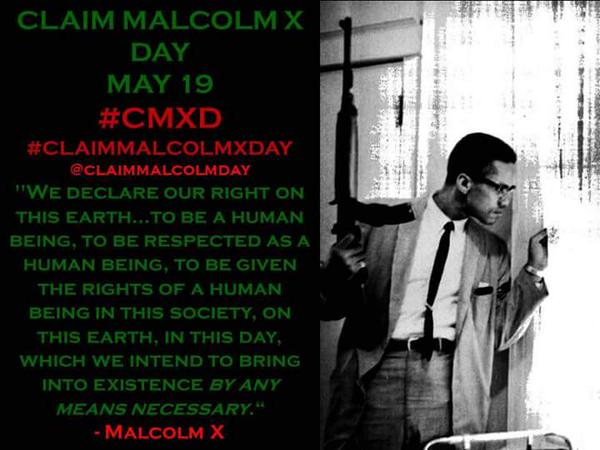 CLAIM MALCOLM X
DAY
MAY 19
#CMXD
#CLAIMMALCOLMXDAY
@CLAIMMALCOLMDAY
"WE DECLARE OUR RIGHT ON
THIS EARTH...TO BE A HUMAN
BEING, TO BE RESPECTED AS A
HUMAN BEING, TO BE GIVEN
THE RIGHTS OF A HUMAN
BEING IN THIS SOCIETY, ON
THIS EARTH, IN THIS DAY,
WHICH WE INTEND TO BRING
INTO EXISTENCE BY ANY
MEANS NECESSARY."
- MALCOLM X